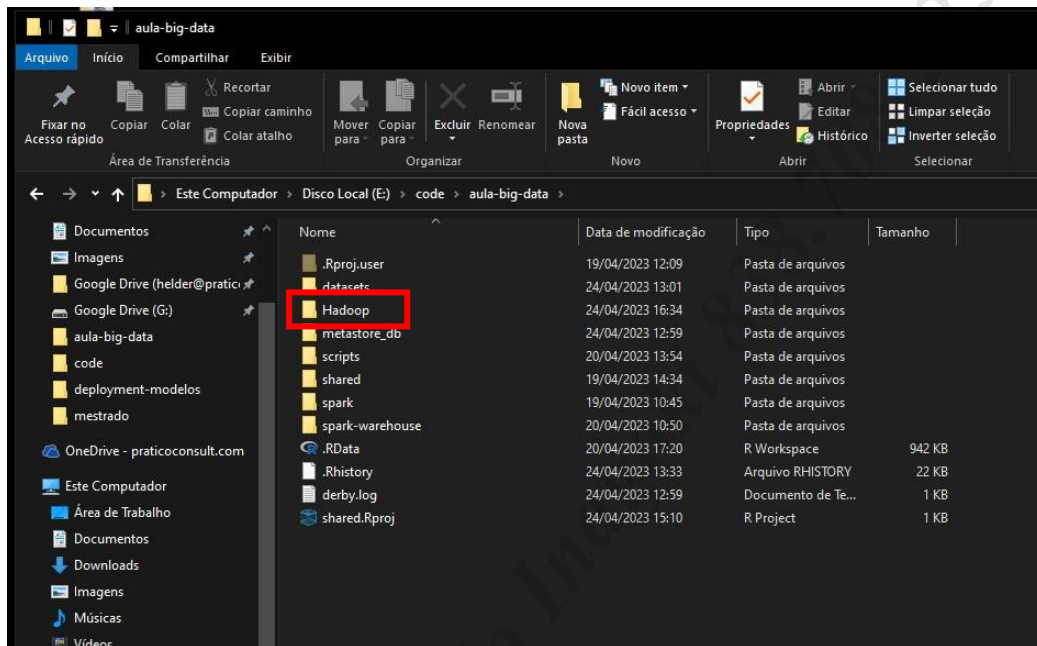 aula-big-data
Arquivo Início Compartilhar Exibir
Fixar no Acesso rápido
Copiar
Colar
Recortar
Copiar caminho
Colar atalho
Mover para
Copiar para
Excluir
Renomear
Nova pasta
Novo item
Fácil acesso
Propriedades
Abrir
Editar
Histórico
Selecionar tudo
Limpar seleção
Inverter seleção
Área de Transferência Organizar Novo Abrir Selecionar
Este Computador > Disco Local (E:) > code > aula-big-data >
Documentos
Imagens
Google Drive (helder@pratico
Google Drive (G:)
aula-big-data
code
deployment-modelos
mestrado
OneDrive - praticoconsult.com
Este Computador
Área de Trabalho
Documentos
Downloads
Imagens
Músicas
Vídeos
Nome Data de modificação Tipo Tamanho
.Rproj.user 19/04/2023 12:09 Pasta de arquivos
datasets 24/04/2023 13:01 Pasta de arquivos
Hadoop 24/04/2023 16:34 Pasta de arquivos
metastore_db 24/04/2023 12:59 Pasta de arquivos
scripts 20/04/2023 13:54 Pasta de arquivos
shared 19/04/2023 14:34 Pasta de arquivos
spark 19/04/2023 10:45 Pasta de arquivos
spark-warehouse 20/04/2023 10:50 Pasta de arquivos
.RData 20/04/2023 17:20 R Workspace 942 KB
.Rhistory 24/04/2023 13:33 Arquivo RHISTORY 22 KB
derby.log 24/04/2023 12:59 Documento de Te... 1 KB
shared.Rproj 24/04/2023 15:10 R Project 1 KB